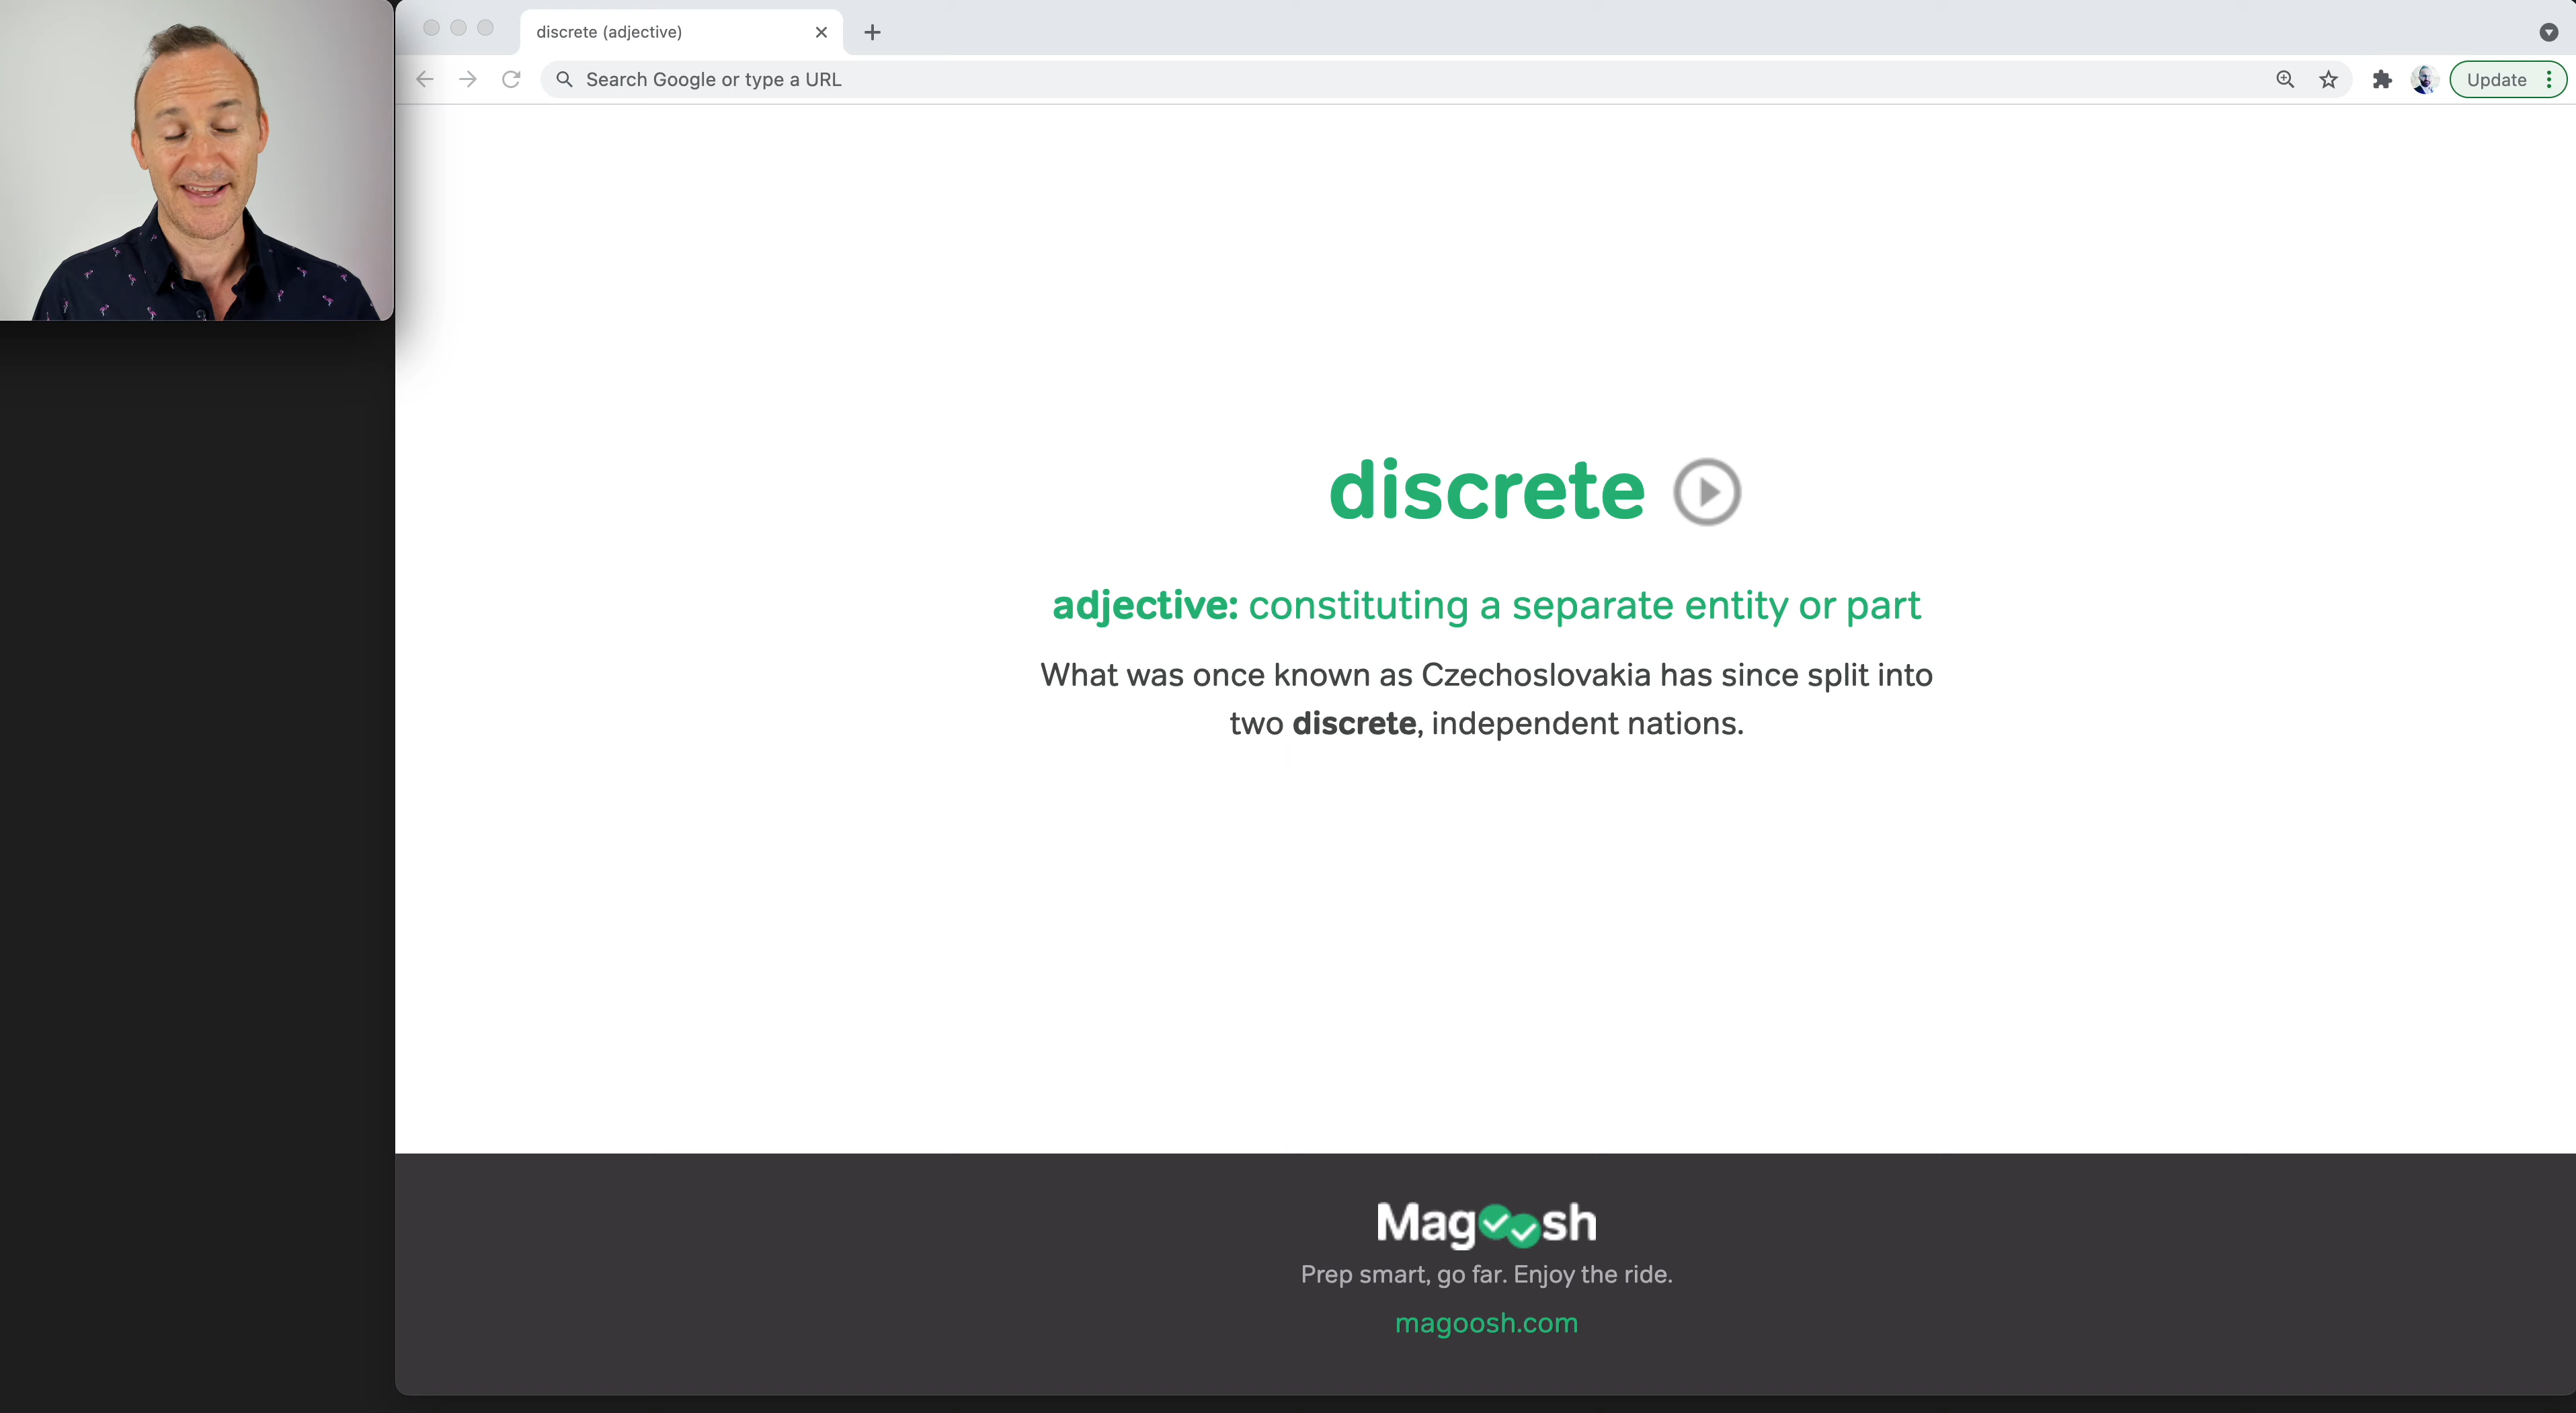 discrete (adjective)
Search Google or type a URL
Update
discrete
adjective: constituting a separate entity or part
What was once known as Czechoslovakia has since split into
two discrete, independent nations.
Magoosh
Prep smart, go far. Enjoy the ride.
magoosh.com